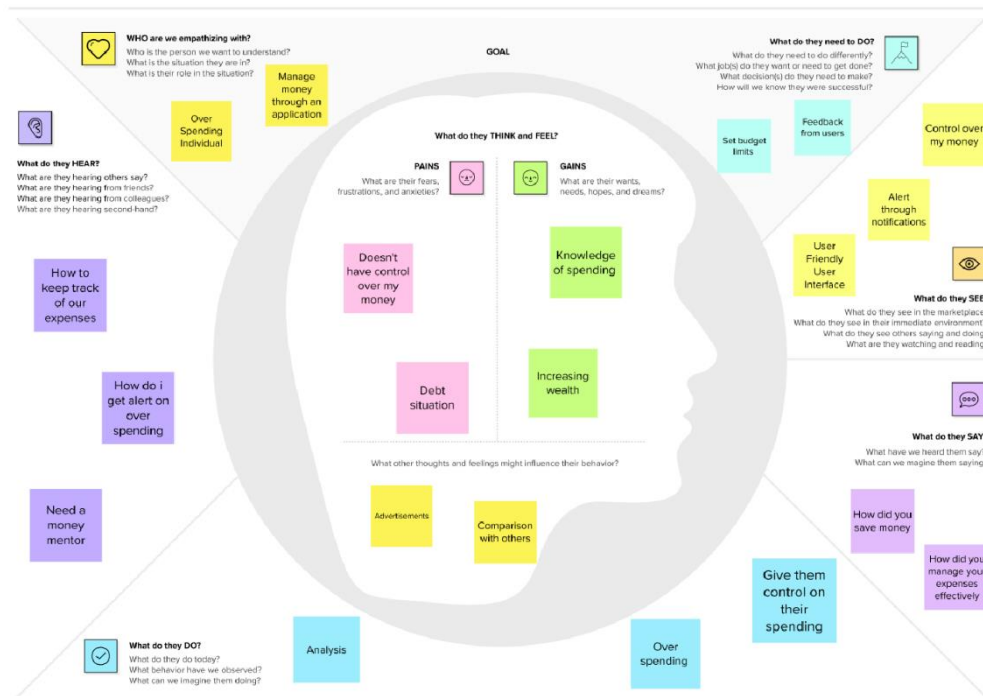 WHO are we empathizing with?
Who is the person we want to understand?
What is the situation they are in?
What is their role in the situation?
Over
Spending
Individual
Manage
money
through an
application
GOAL
What do they need to DO?
What do they need to do differently?
What job(s) do they want or need to get done?
What decision(s) do they need to make?
How will we know they were successful?
Set budget
limits
Feedback
from users
Control over
my money
Alert
through
notifications
User
Friendly
User
Interface
What do they SEE
What do they see in the marketplace
What do they see in their immediate environment
What do they see others saying and doing
What are they watching and reading
What do they HEAR?
What are they hearing others say?
What are they hearing from friends?
What are they hearing from colleagues?
What are they hearing second-hand?
How to
keep track
of our
expenses
How do i
get alert on
over
spending
Need a
money
mentor
What do they THINK and FEEL?
PAINS
What are their fears,
frustrations, and anxieties?
Doesn't
have control
over my
money
Debt
situation
GAINS
What are their wants,
needs, hopes, and dreams?
Knowledge
of spending
Increasing
wealth
What other thoughts and feelings might influence their behavior?
Advertisements
Comparison
with others
What do they SAY
What have we heard them say
What can we magine them saying
How did you
save money
How did you
manage you
expenses
effectively
Give them
control on
their
spending
Over
spending
Analysis
What do they DO?
What do they do today?
What behavior have we observed?
What can we imagine them doing?